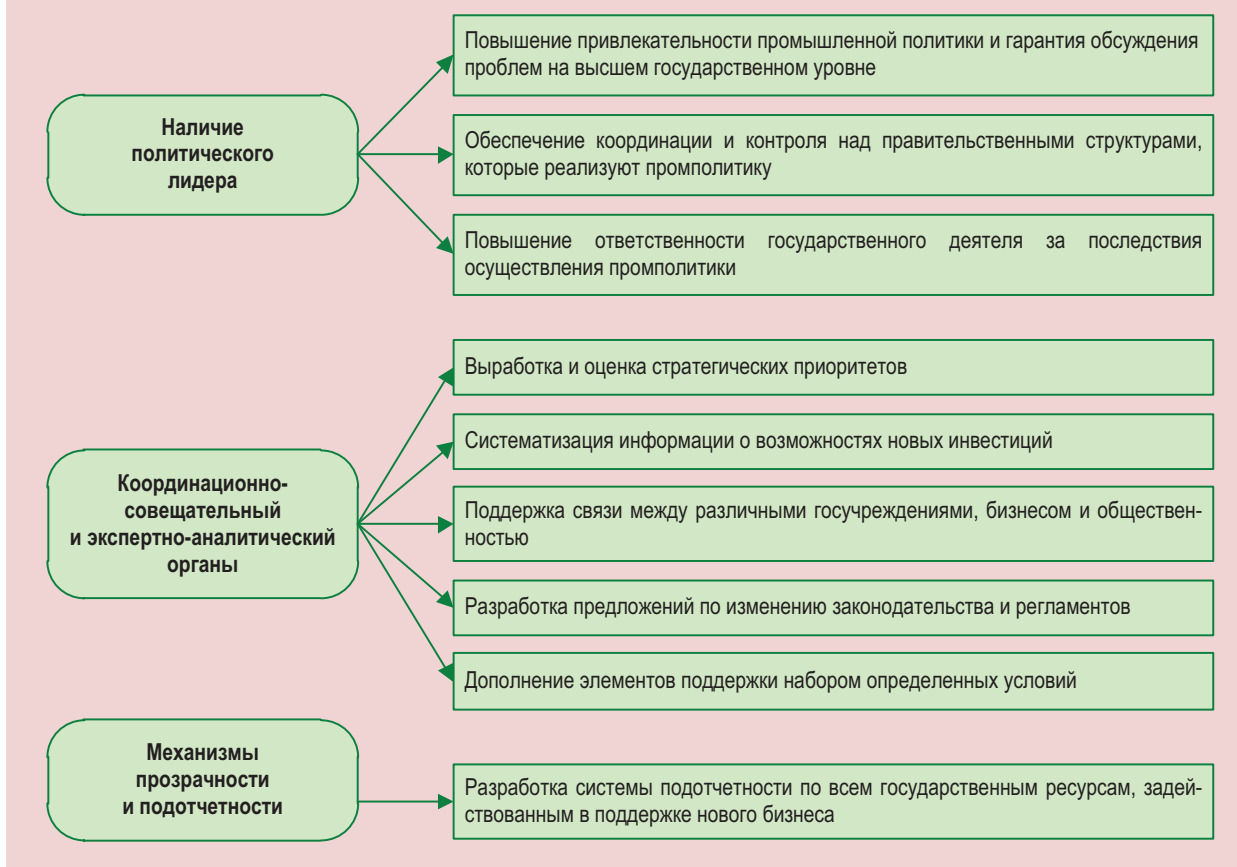 Наличие
политического
лидера
Повышение привлекательности промышленной политики и гарантия обсуждения
проблем на высшем государственном уровне
Обеспечение координации и контроля над правительственными структурами,
которые реализуют промполитику
Повышение ответственности государственного деятеля за последствия
осуществления промполитики
Координационно-
совещательный
и экспертно-аналитический
органы
Выработка и оценка стратегических приоритетов
Систематизация информации о возможностях новых инвестиций
Поддержка связи между различными госучреждениями, бизнесом и обществен-
ностью
Разработка предложений по изменению законодательства и регламентов
Дополнение элементов поддержки набором определенных условий
Механизмы
прозрачности
и подотчетности
Разработка системы подотчетности по всем государственным ресурсам, задей-
ствованным в поддержке нового бизнеса